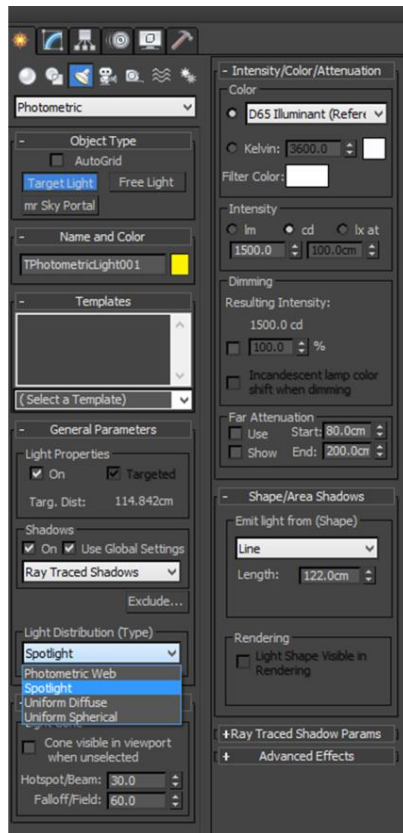 Photometric
- Object Type
AutoGrid
Target Light Free Light
mr Sky Portal
- Name and Color
TPhotometricLight001
- Templates
(Select a Template)
- General Parameters
Light Properties
On Targeted
Targ. Dist: 114.842cm
Shadows
On Use Global Settings
Ray Traced Shadows
Exclude...
Light Distribution (Type)
Spotlight
Photometric Web
Spotlight
Uniform Diffuse
Uniform Spherical
Cone visible in viewport
when unselected
Hotspot/Beam: 30.0
Falloff/Field: 60.0
- Intensity/Color/Attenuation
Color
D65 Illuminant (Refere
Kelvin: 3600.0
Filter Color:
Intensity
lm cd lx at
1500.0 100.0cm
Dimming
Resulting Intensity:
1500.0 cd
100.0 %
Incandescent lamp color
shift when dimming
Far Attenuation
Use Start: 80.0cm
Show End: 200.0cm
- Shape/Area Shadows
Emit light from (Shape)
Line
Length: 122.0cm
Rendering
Light Shape Visible in
Rendering
+Ray Traced Shadow Params
+ Advanced Effects